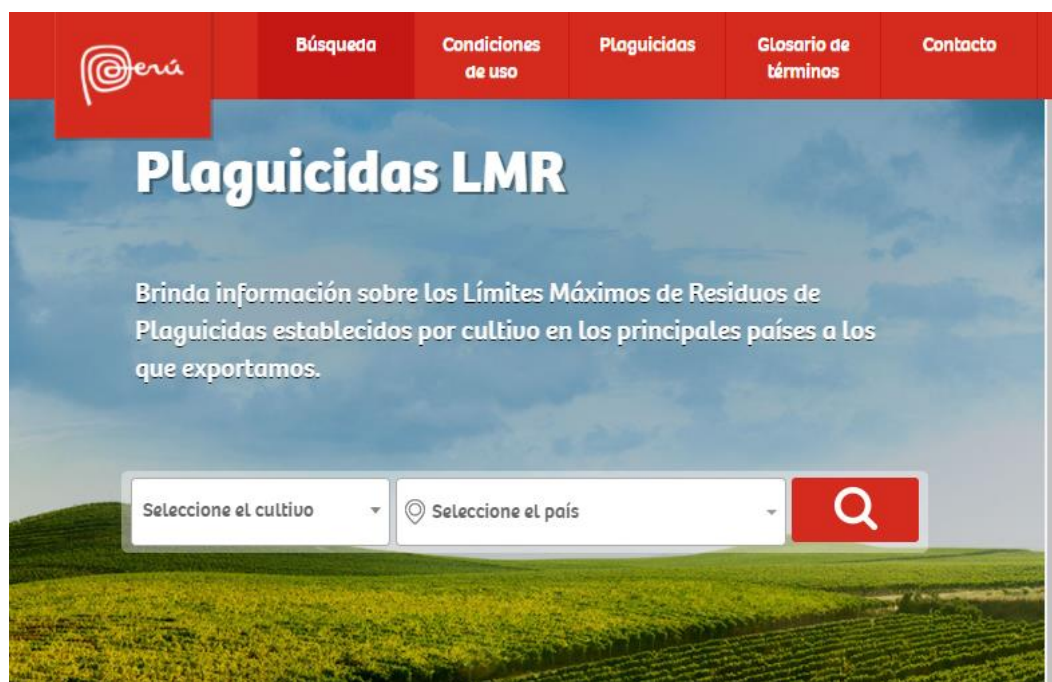 Perú
Búsqueda
Condiciones
de uso
Plaguicidas
Glosario de
términos
Contacto
Plaguicidas LMR
Brinda información sobre los Límites Máximos de Residuos de
Plaguicidas establecidos por cultivo en los principales países a los
que exportamos.
Seleccione el cultivo
Seleccione el país